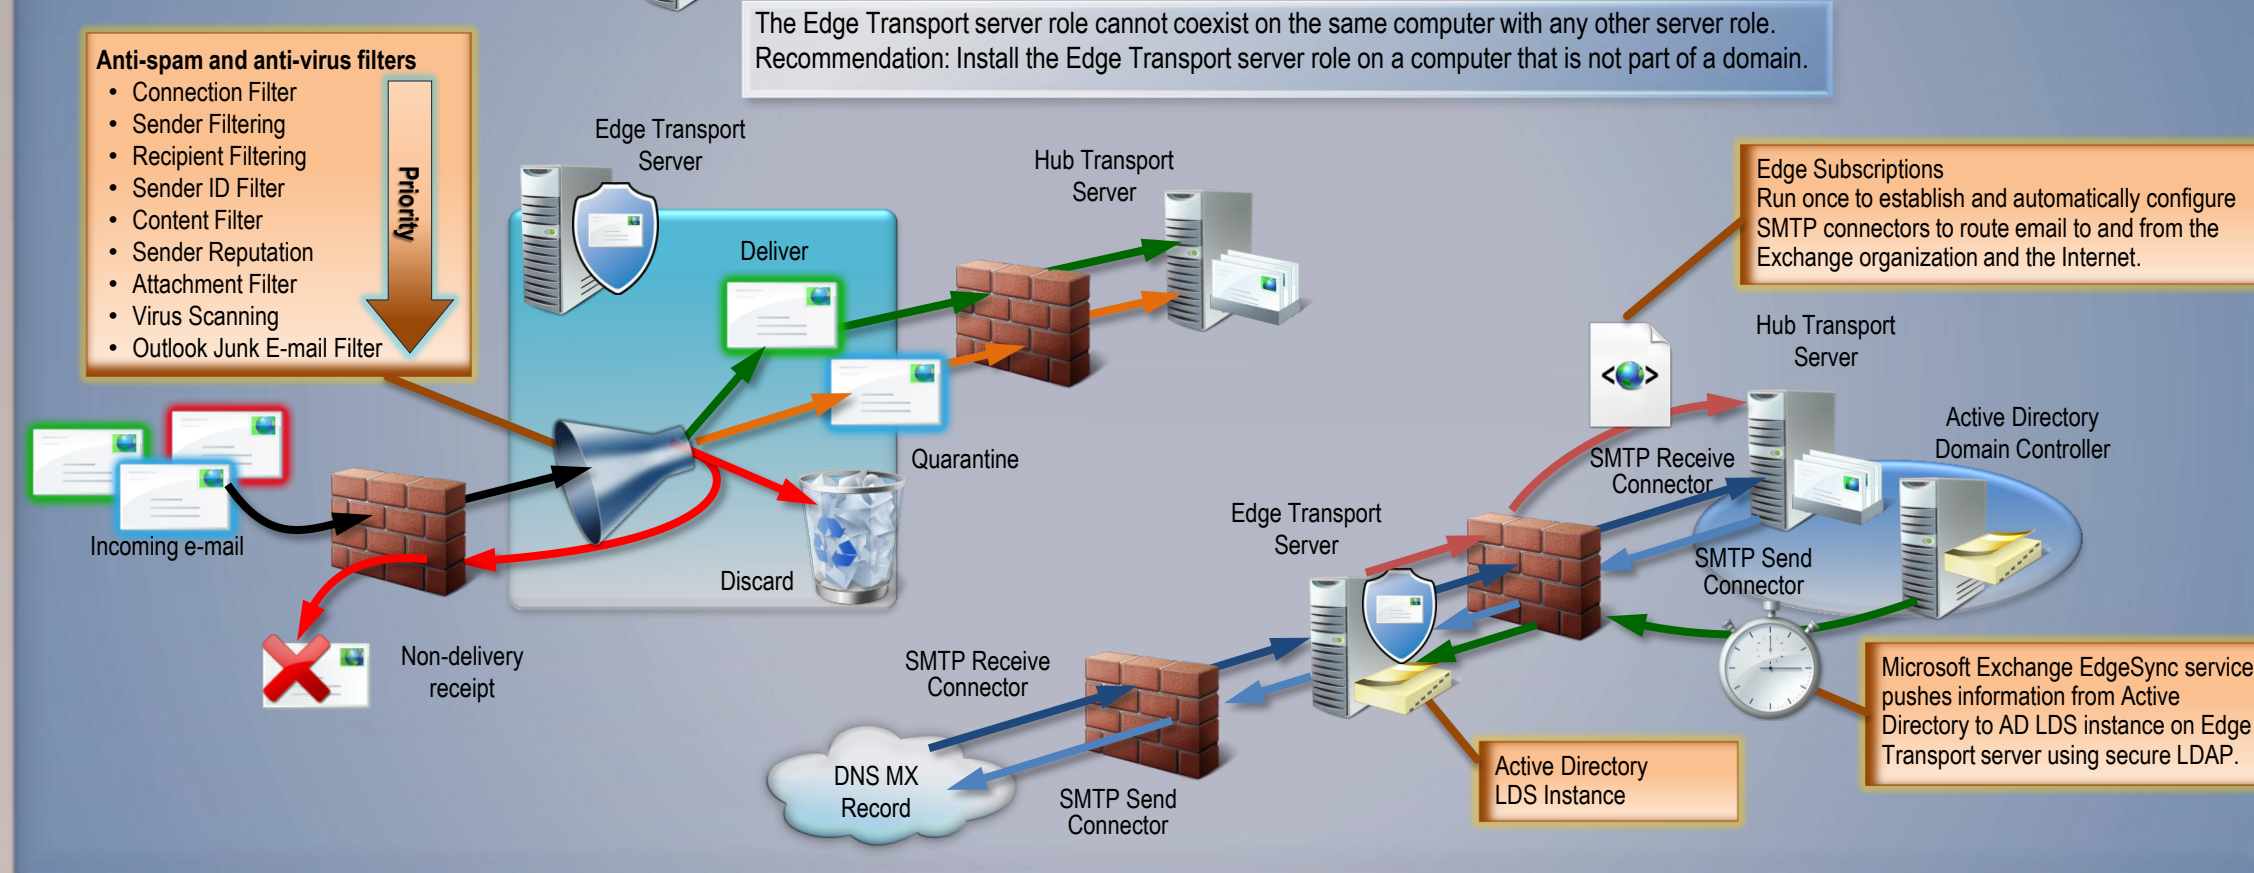 The Edge Transport server role cannot coexist on the same computer with any other server role.
Recommendation: Install the Edge Transport server role on a computer that is not part of a domain.
Anti-spam and anti-virus filters
• Connection Filter
• Sender Filtering
• Recipient Filtering
• Sender ID Filter
• Content Filter
• Sender Reputation
• Attachment Filter
• Virus Scanning
• Outlook Junk E-mail Filter
Priority
Edge Transport
Server
Deliver
Hub Transport
Server
Quarantine
Discard
Incoming e-mail
Non-delivery
receipt
Edge Subscriptions
Run once to establish and automatically configure
SMTP connectors to route email to and from the
Exchange organization and the Internet.
Hub Transport
Server
Active Directory
Domain Controller
SMTP Receive
Connector
Edge Transport
Server
SMTP Send
Connector
SMTP Receive
Connector
DNS MX
Record
SMTP Send
Connector
Active Directory
LDS Instance
Microsoft Exchange EdgeSync service
pushes information from Active
Directory to AD LDS instance on Edge
Transport server using secure LDAP.